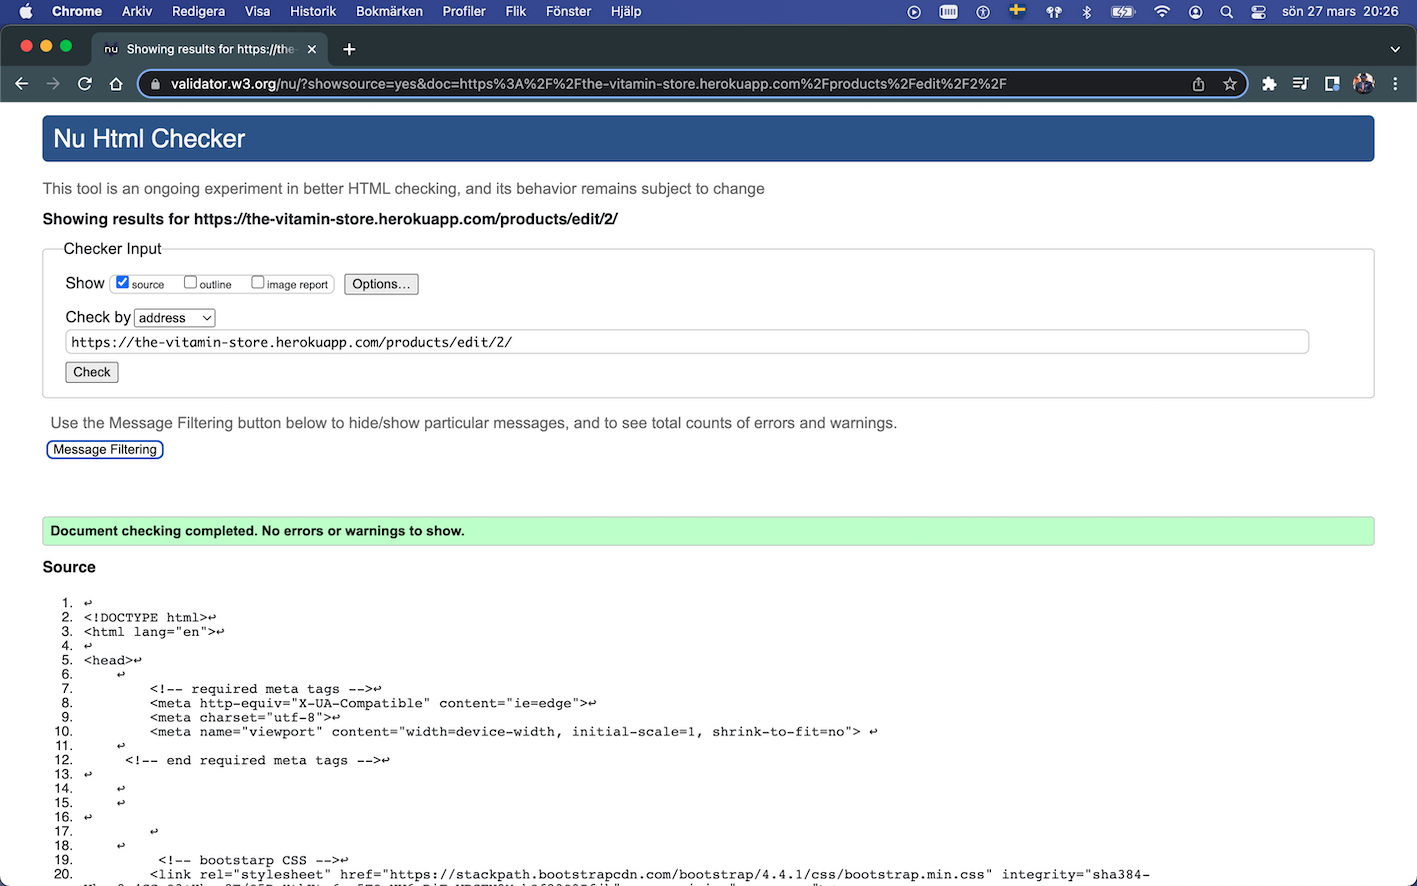 Chrome Arkiv Redigera Visa Historik Bokmärken Profiler Flik Fönster Hjälp sön 27 mars 20:26
nu Showing results for https://the-
validator.w3.org/nu/?showsource=yes&doc=https%3A%2F%2Fthe-vitamin-store.herokuapp.com%2Fproducts%2Fedit%2F2%2F
Nu Html Checker
This tool is an ongoing experiment in better HTML checking, and its behavior remains subject to change
Showing results for https://the-vitamin-store.herokuapp.com/products/edit/2/
Checker Input
Show source outline image report Options...
Check by address
https://the-vitamin-store.herokuapp.com/products/edit/2/
Check
Use the Message Filtering button below to hide/show particular messages, and to see total counts of errors and warnings.
Message Filtering
Document checking completed. No errors or warnings to show.
Source
1. ↩
2. <!DOCTYPE html>↩
3. <html lang="en">↩
4. ↩
5. <head>↩
6. ↩
7. <!-- required meta tags -->↩
8. <meta http-equiv="X-UA-Compatible" content="ie=edge">↩
9. <meta charset="utf-8">↩
10. <meta name="viewport" content="width=device-width, initial-scale=1, shrink-to-fit=no"> ↩
11. ↩
12. <!-- end required meta tags -->↩
13. ↩
14. ↩
15. ↩
16. ↩
17. ↩
18. ↩
19. <!-- bootstarp CSS -->↩
20. <link rel="stylesheet" href="https://stackpath.bootstrapcdn.com/bootstrap/4.4.1/css/bootstrap.min.css" integrity="sha384-